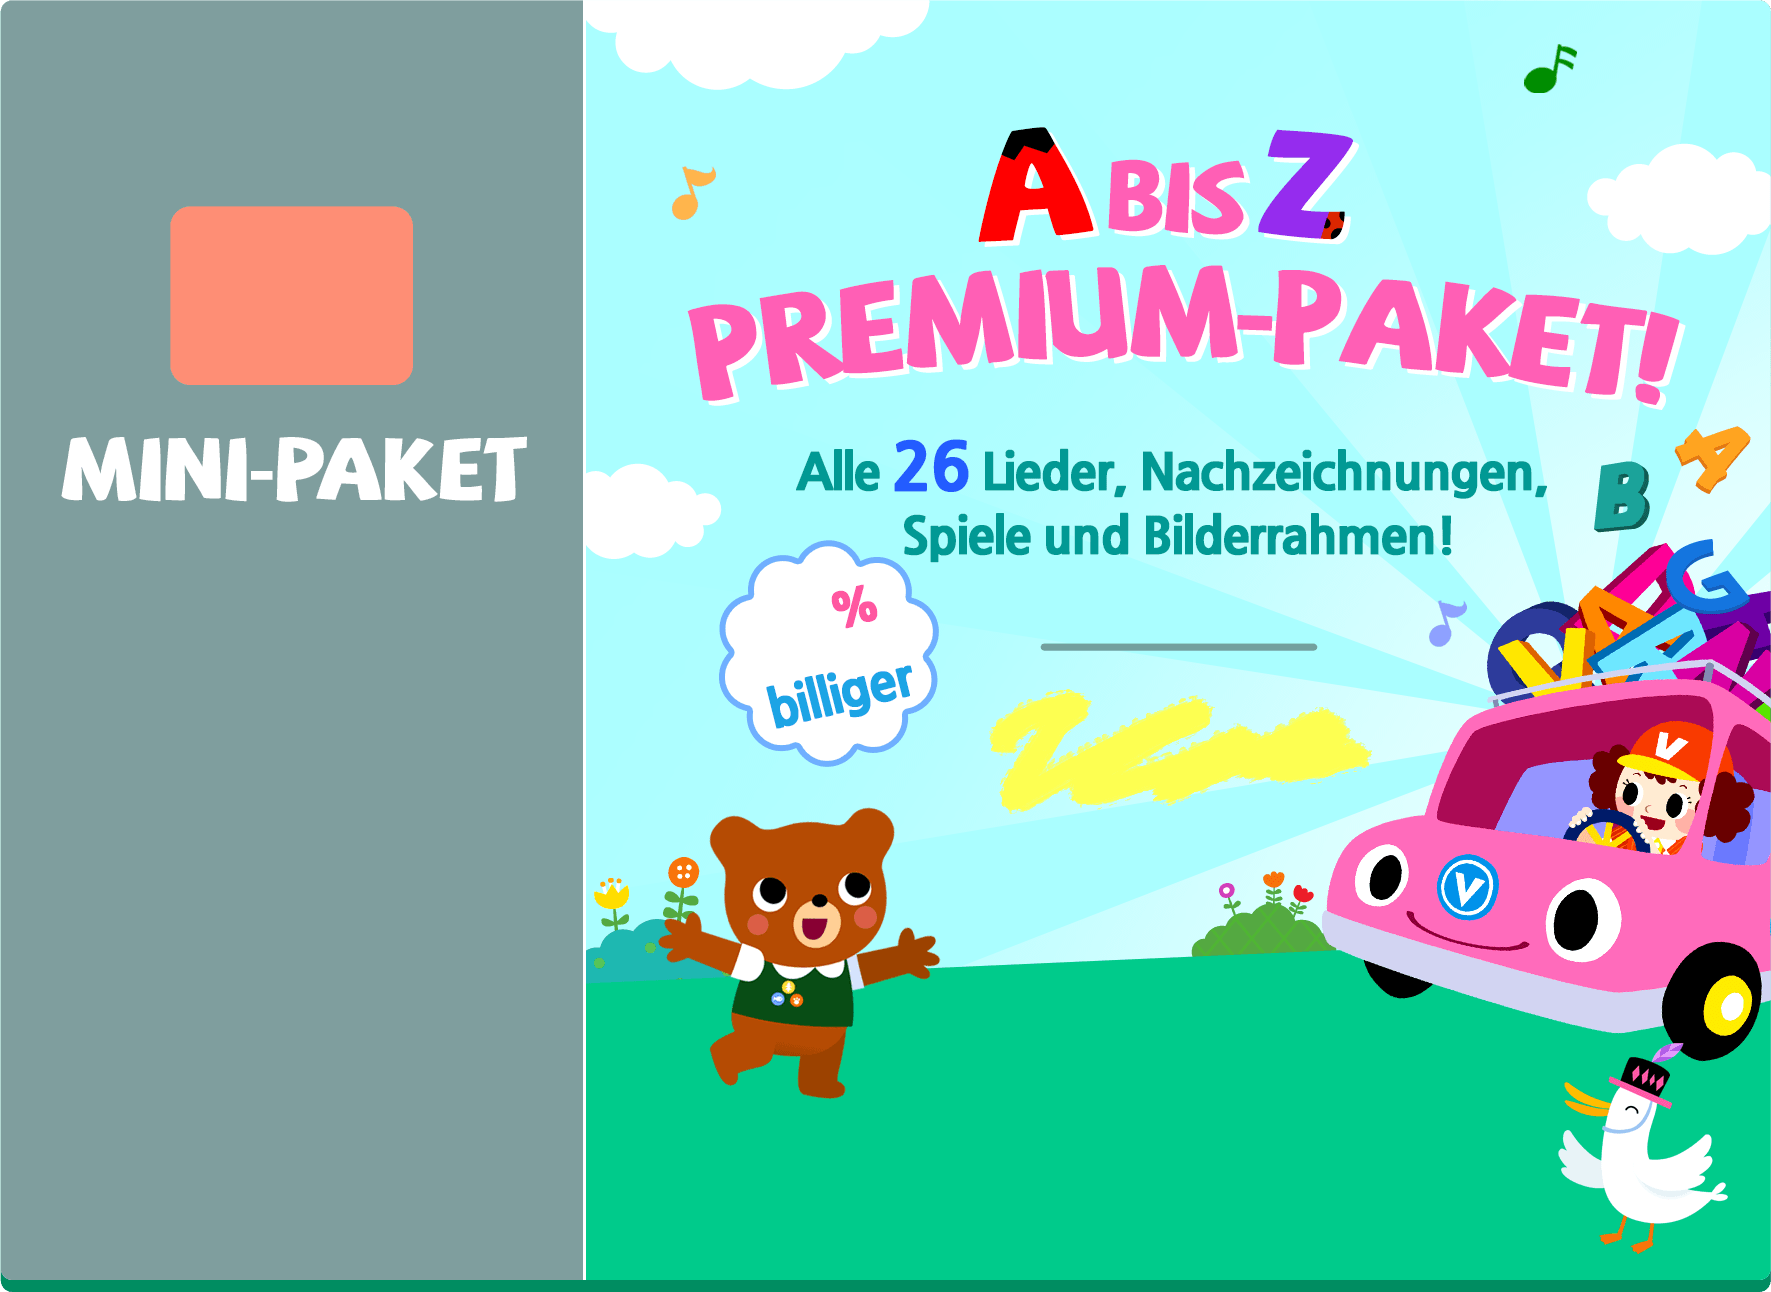 MINI-PAKET
A BIS Z
PREMIUM-PAKET!
Alle 26 Lieder, Nachzeichnungen,
Spiele und Bilderrahmen!
%
billiger
A
B
G
E
V
V